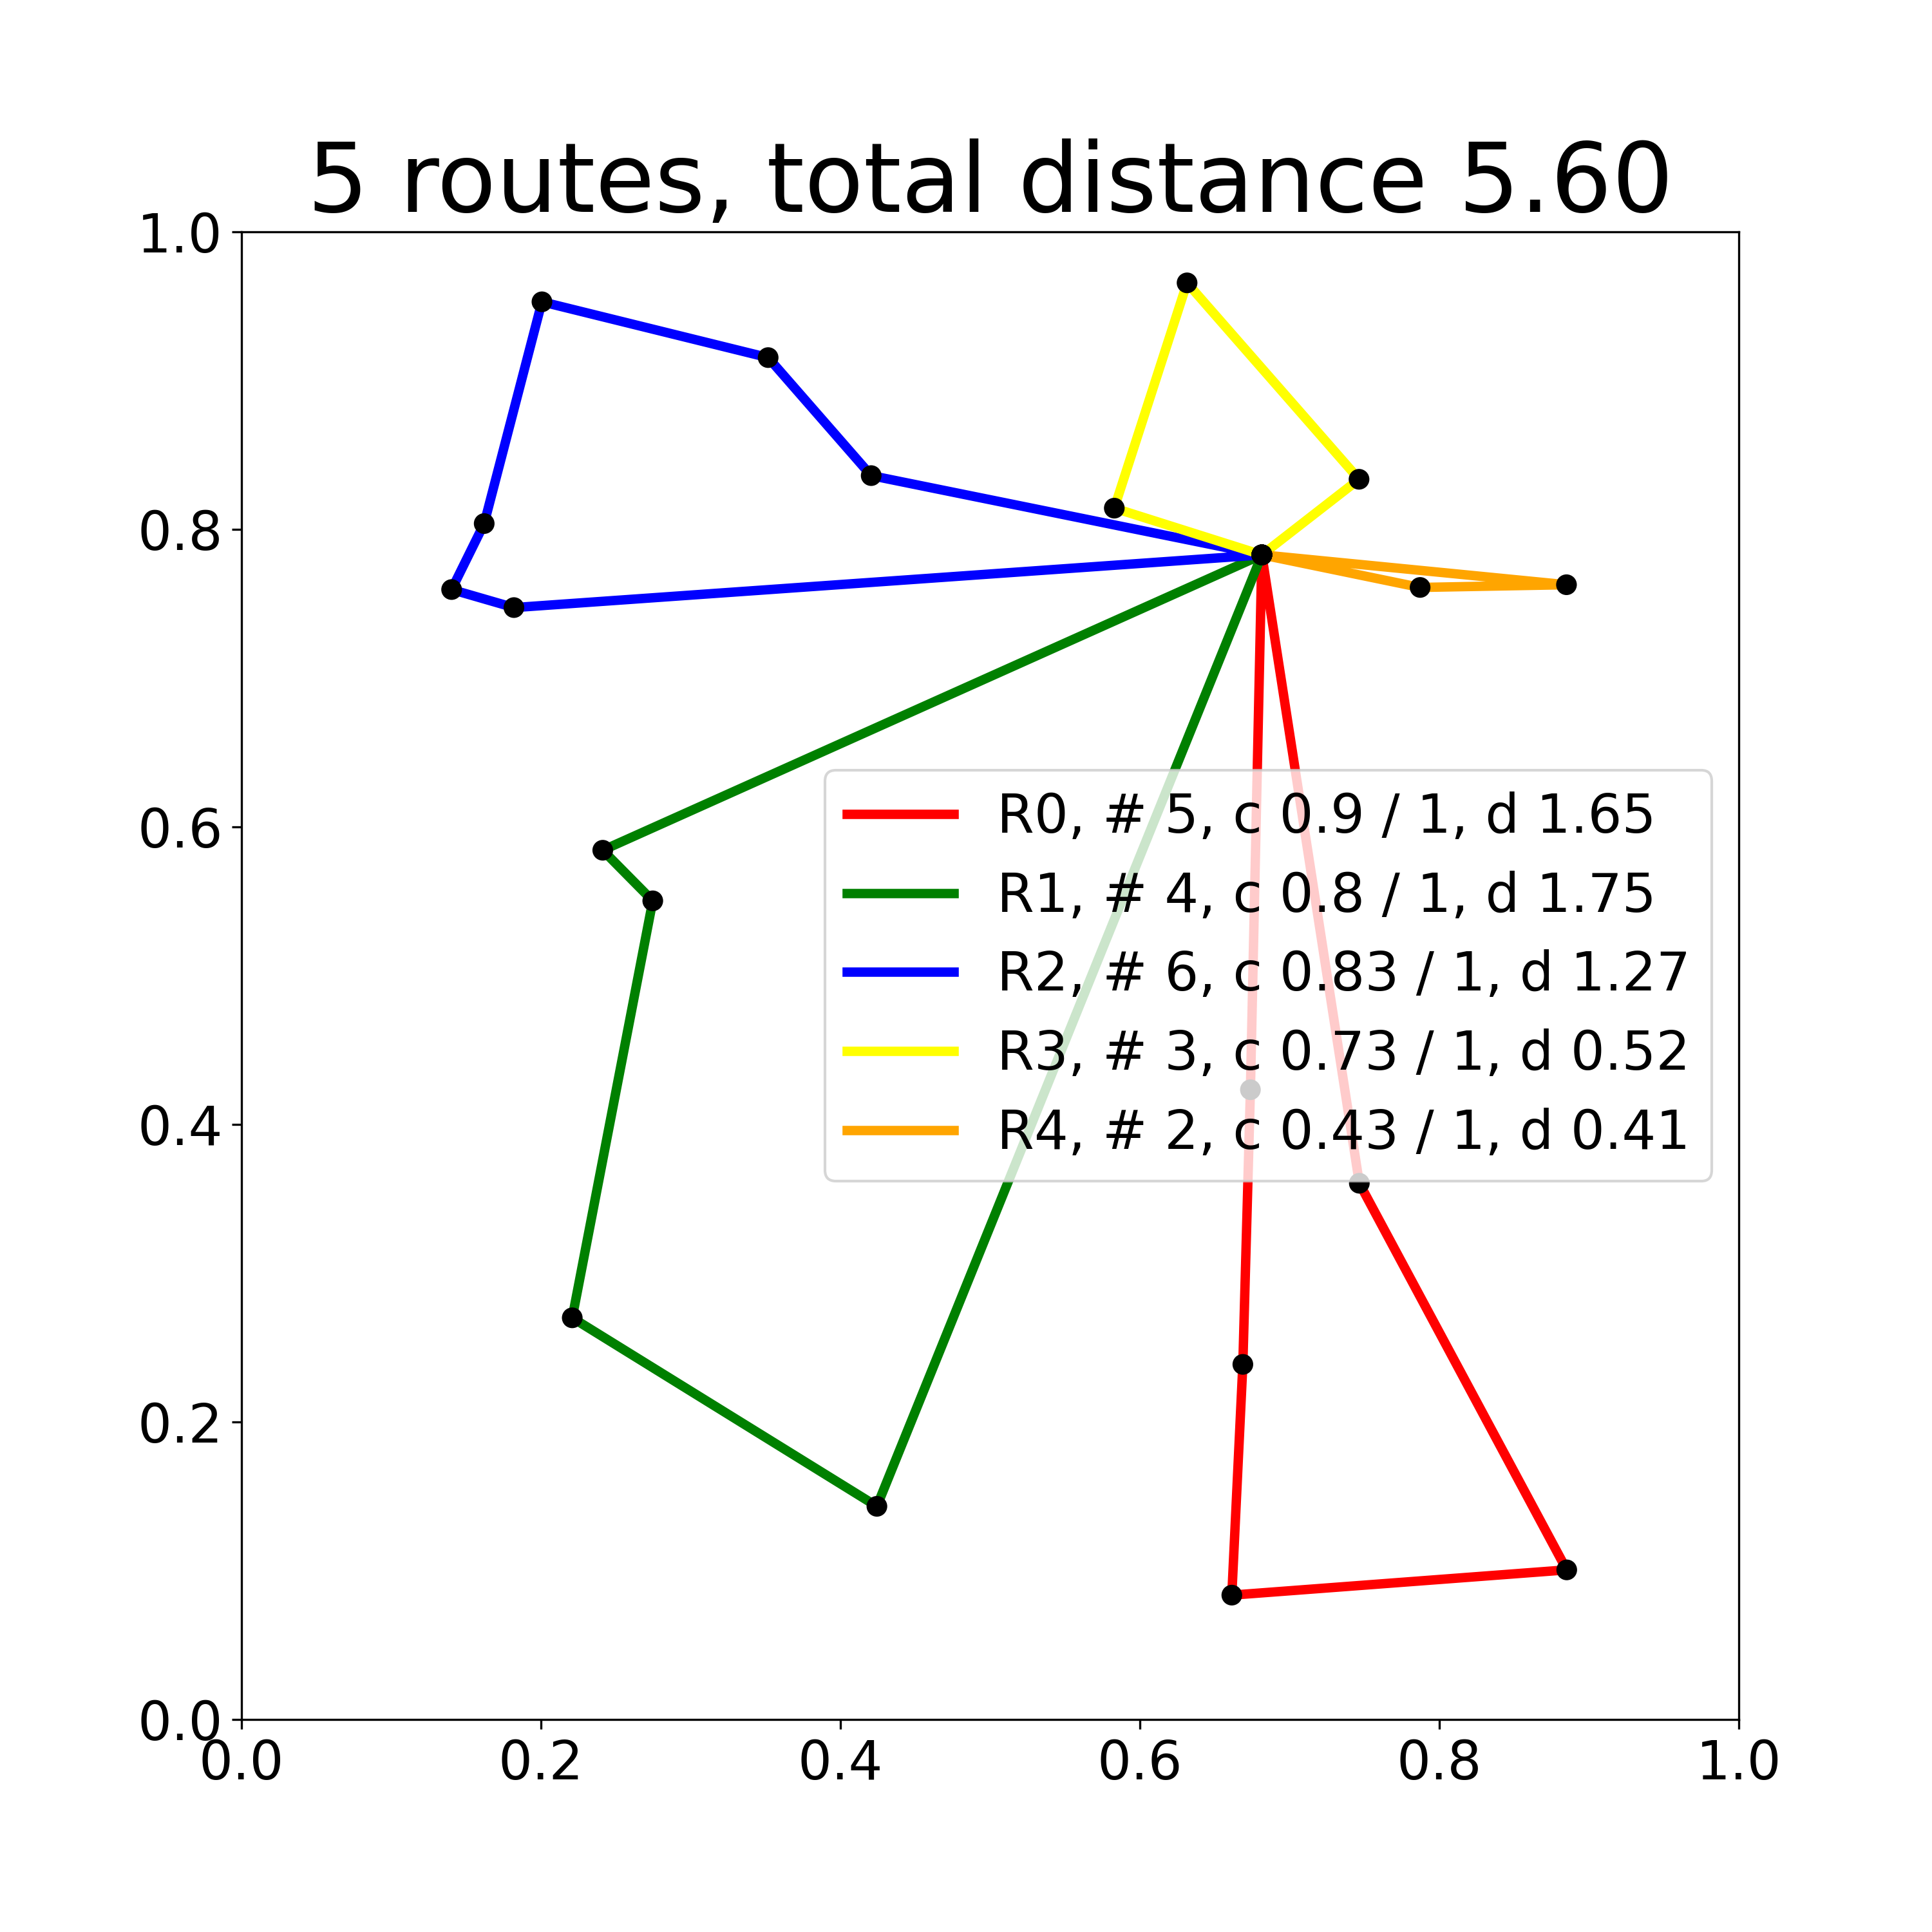 5 routes, total distance 5.60
1.0
0.8
0.6
0.4
0.2
0.0
R0, # 5, c 0.9 / 1, d 1.65
R1, # 4, c 0.8 / 1, d 1.75
R2, # 6, c 0.83 / 1, d 1.27
R3, # 3, c 0.73 / 1, d 0.52
R4, # 2, c 0.43 / 1, d 0.41
0.0 0.2 0.4 0.6 0.8 1.0